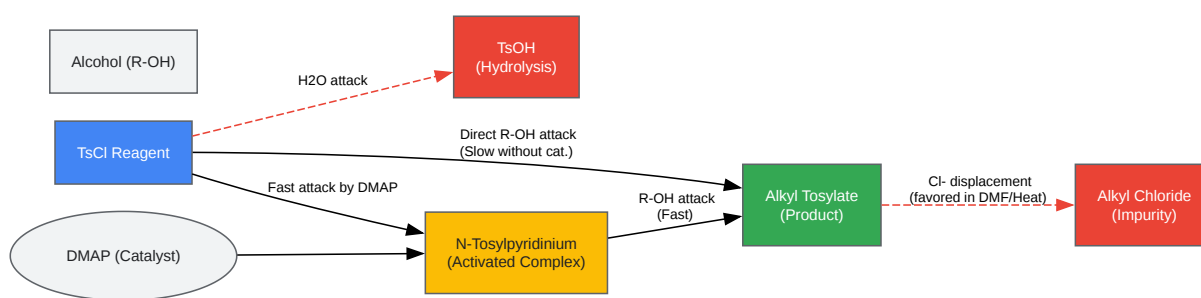 Alcohol (R-OH)
TsOH
(Hydrolysis)
H2O attack
TsCl Reagent
Direct R-OH attack
(Slow without cat.)
Fast attack by DMAP
DMAP (Catalyst)
N-Tosylpyridinium
(Activated Complex)
R-OH attack
(Fast)
Alkyl Tosylate
(Product)
Cl- displacement
(favored in DMF/Heat)
Alkyl Chloride
(Impurity)